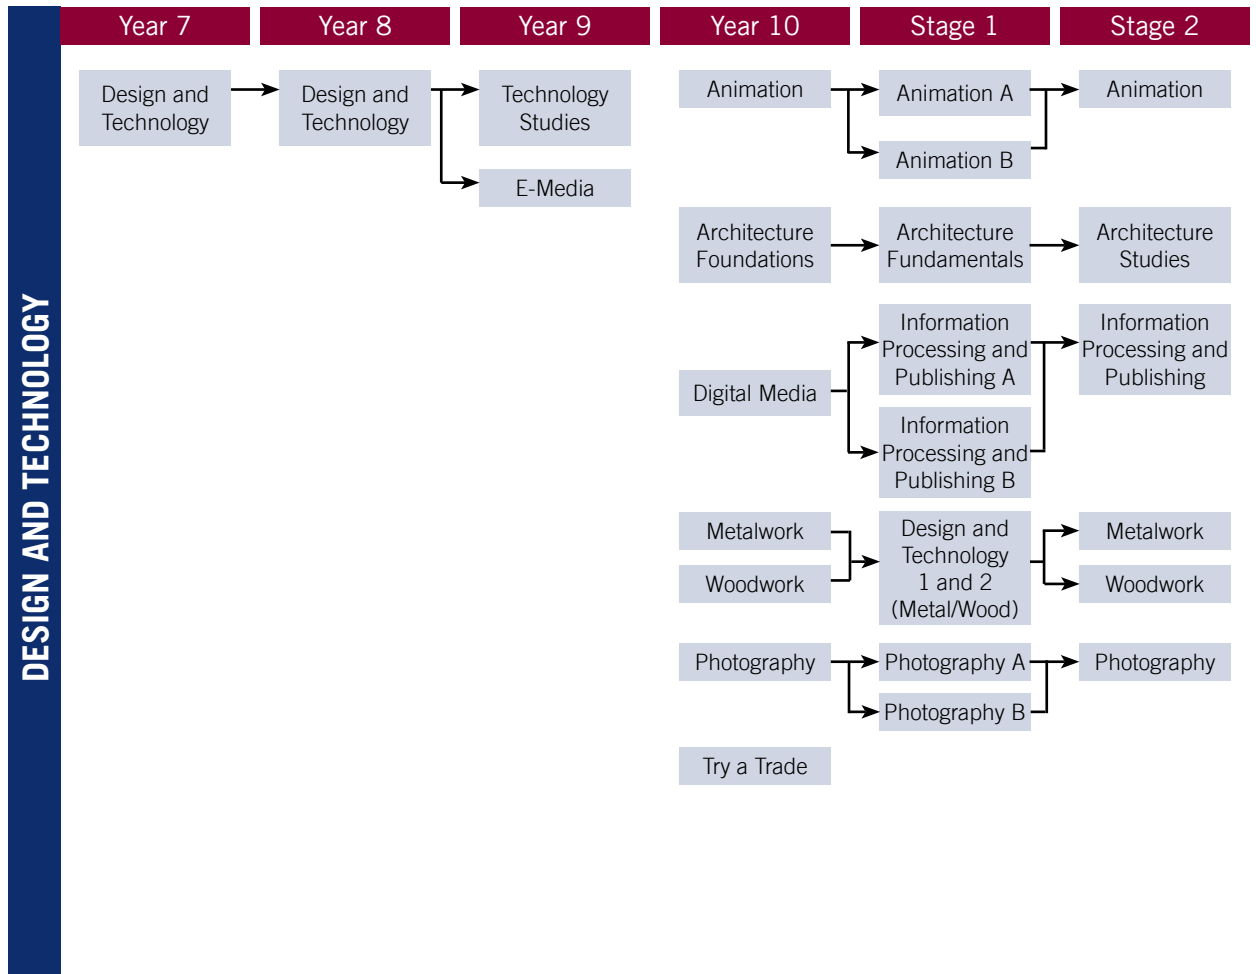 DESIGN AND TECHNOLOGY
Year 7
Year 8
Year 9
Year 10
Stage 1
Stage 2
Design and
Technology
Design and
Technology
Technology
Studies
E-Media
Animation
Animation A
Animation B
Animation
Architecture
Foundations
Architecture
Fundamentals
Architecture
Studies
Digital Media
Information
Processing and
Publishing A
Information
Processing and
Publishing B
Information
Processing and
Publishing
Metalwork
Woodwork
Design and
Technology
1 and 2
(Metal/Wood)
Metalwork
Woodwork
Photography
Photography A
Photography B
Photography
Try a Trade